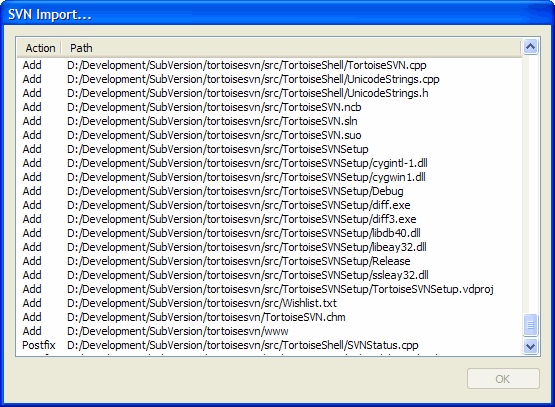 SVN Import...
Action Path
Add D:/Development/SubVersion/tortoisesvn/src/TortoiseShell/TortoiseSVN.cpp
Add D:/Development/SubVersion/tortoisesvn/src/TortoiseShell/UnicodeStrings.cpp
Add D:/Development/SubVersion/tortoisesvn/src/TortoiseShell/UnicodeStrings.h
Add D:/Development/SubVersion/tortoisesvn/src/TortoiseSVN.ncb
Add D:/Development/SubVersion/tortoisesvn/src/TortoiseSVN.sln
Add D:/Development/SubVersion/tortoisesvn/src/TortoiseSVN.suo
Add D:/Development/SubVersion/tortoisesvn/src/TortoiseSVNSetup
Add D:/Development/SubVersion/tortoisesvn/src/TortoiseSVNSetup/cygintl-1.dll
Add D:/Development/SubVersion/tortoisesvn/src/TortoiseSVNSetup/cygwin1.dll
Add D:/Development/SubVersion/tortoisesvn/src/TortoiseSVNSetup/Debug
Add D:/Development/SubVersion/tortoisesvn/src/TortoiseSVNSetup/diff.exe
Add D:/Development/SubVersion/tortoisesvn/src/TortoiseSVNSetup/diff3.exe
Add D:/Development/SubVersion/tortoisesvn/src/TortoiseSVNSetup/libdb40.dll
Add D:/Development/SubVersion/tortoisesvn/src/TortoiseSVNSetup/libeay32.dll
Add D:/Development/SubVersion/tortoisesvn/src/TortoiseSVNSetup/Release
Add D:/Development/SubVersion/tortoisesvn/src/TortoiseSVNSetup/ssleay32.dll
Add D:/Development/SubVersion/tortoisesvn/src/TortoiseSVNSetup/TortoiseSVNSetup.vdproj
Add D:/Development/SubVersion/tortoisesvn/src/Wishlist.txt
Add D:/Development/SubVersion/tortoisesvn/TortoiseSVN.chm
Add D:/Development/SubVersion/tortoisesvn/www
Postfix D:/Development/SubVersion/tortoisesvn/src/TortoiseShell/SVNStatus.cpp
OK